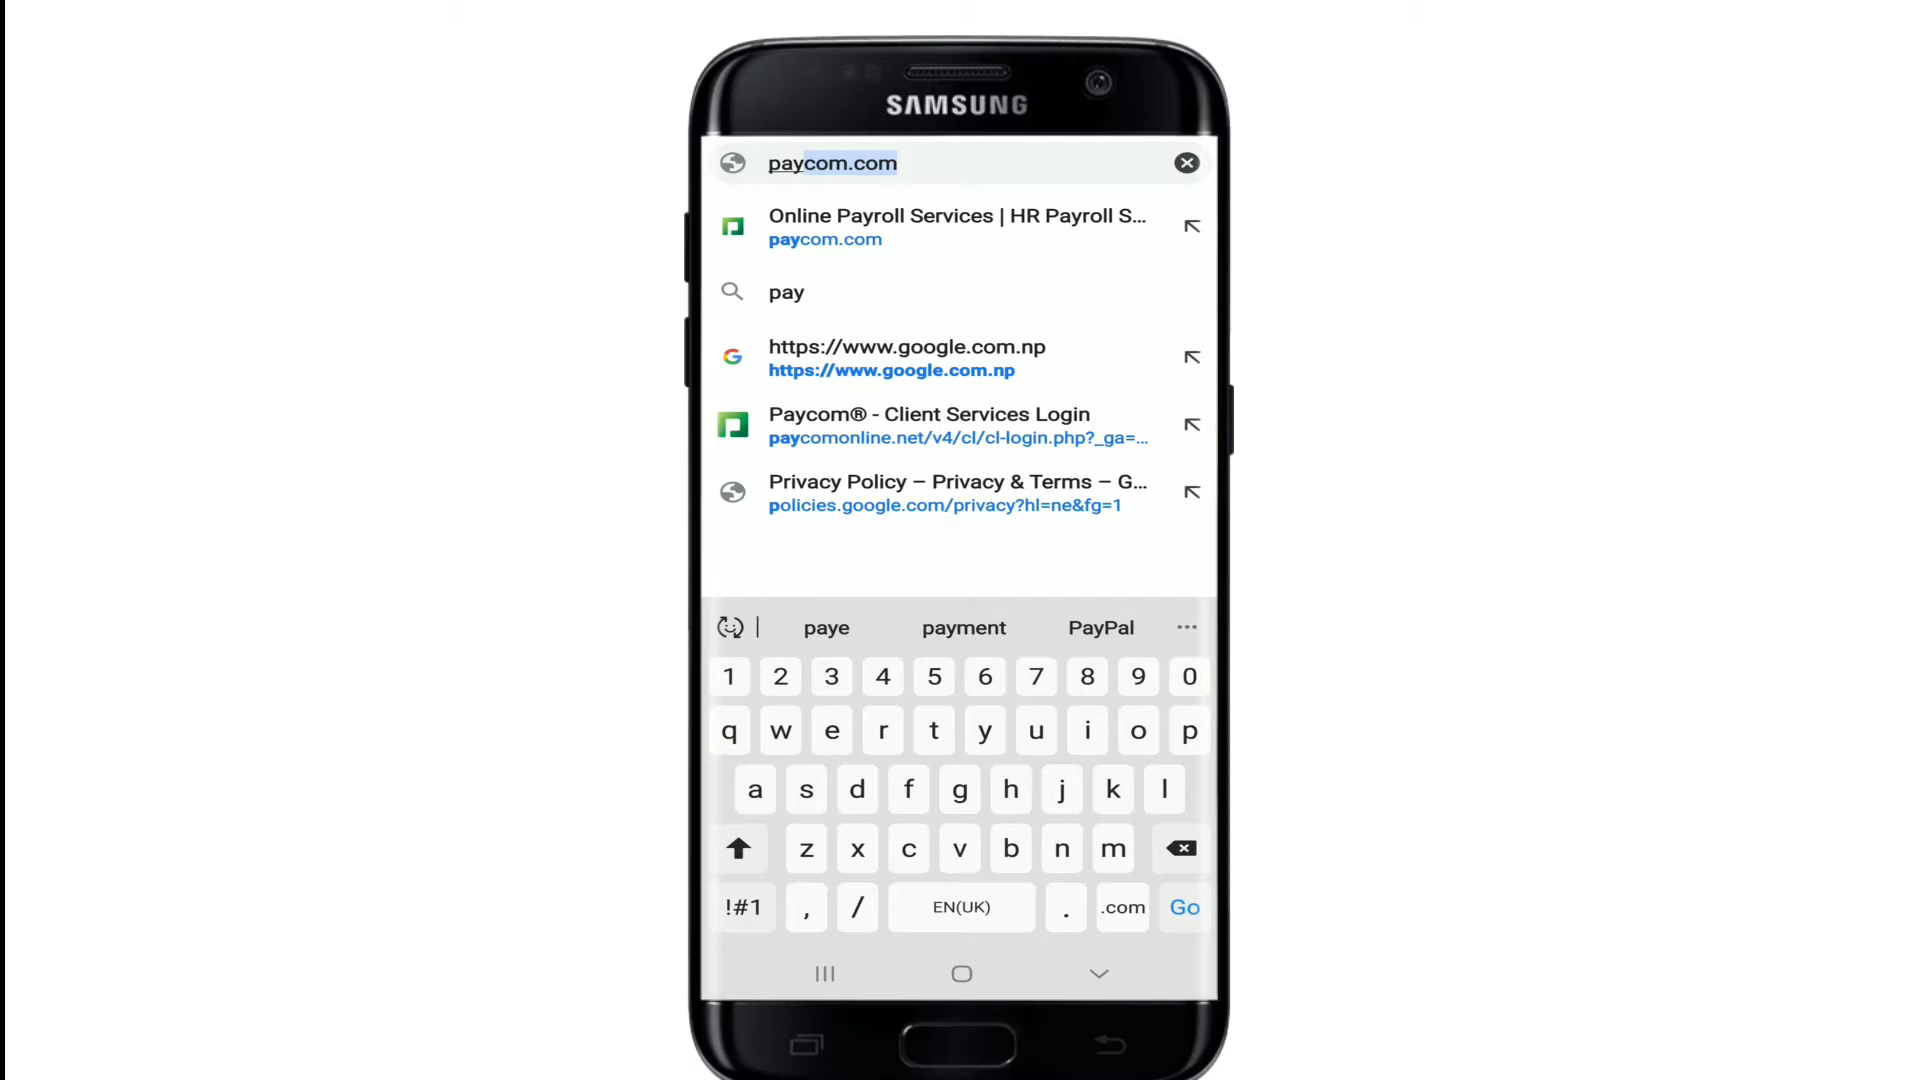 SAMSUNG
paycom.com
Online Payroll Services | HR Payroll S...
paycom.com
pay
https://www.google.com.np
https://www.google.com.np
Paycom® - Client Services Login
paycomonline.net/v4/cl/cl-login.php?_ga=...
Privacy Policy – Privacy & Terms – G...
policies.google.com/privacy?hl=ne&fg=1
paye payment PayPal ...
1 2 3 4 5 6 7 8 9 0
q w e r t y u i o p
a s d f g h j k l
z x c v b n m
!#1 , / EN(UK) . .com Go